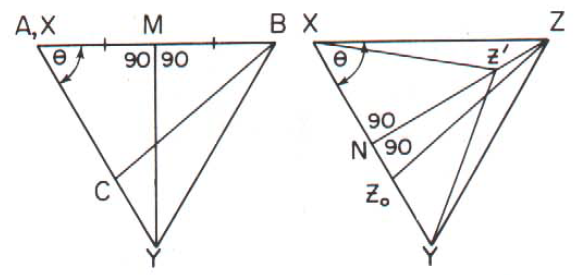 A,X M B X Z
θ 90 90 θ z'
90
N 90
C Z₀
Y Y